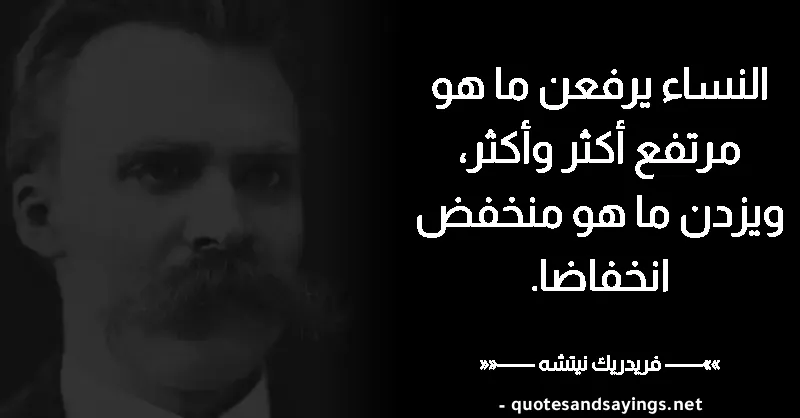 النساء يرفعن ما هو
مرتفع أكثر وأكثر،
ويزدن ما هو منخفض
انخفاضا.
»»—— فريدريك نيتشه ——««
- quotesandsayings.net